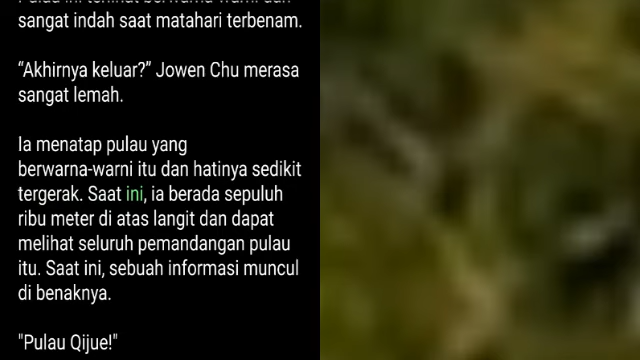 sangat indah saat matahari terbenam.
“Akhirnya keluar?” Jowen Chu merasa
sangat lemah.
Ia menatap pulau yang
berwarna-warni itu dan hatinya sedikit
tergerak. Saat ini, ia berada sepuluh
ribu meter di atas langit dan dapat
melihat seluruh pemandangan pulau
itu. Saat ini, sebuah informasi muncul
di benaknya.
"Pulau Qijue!"